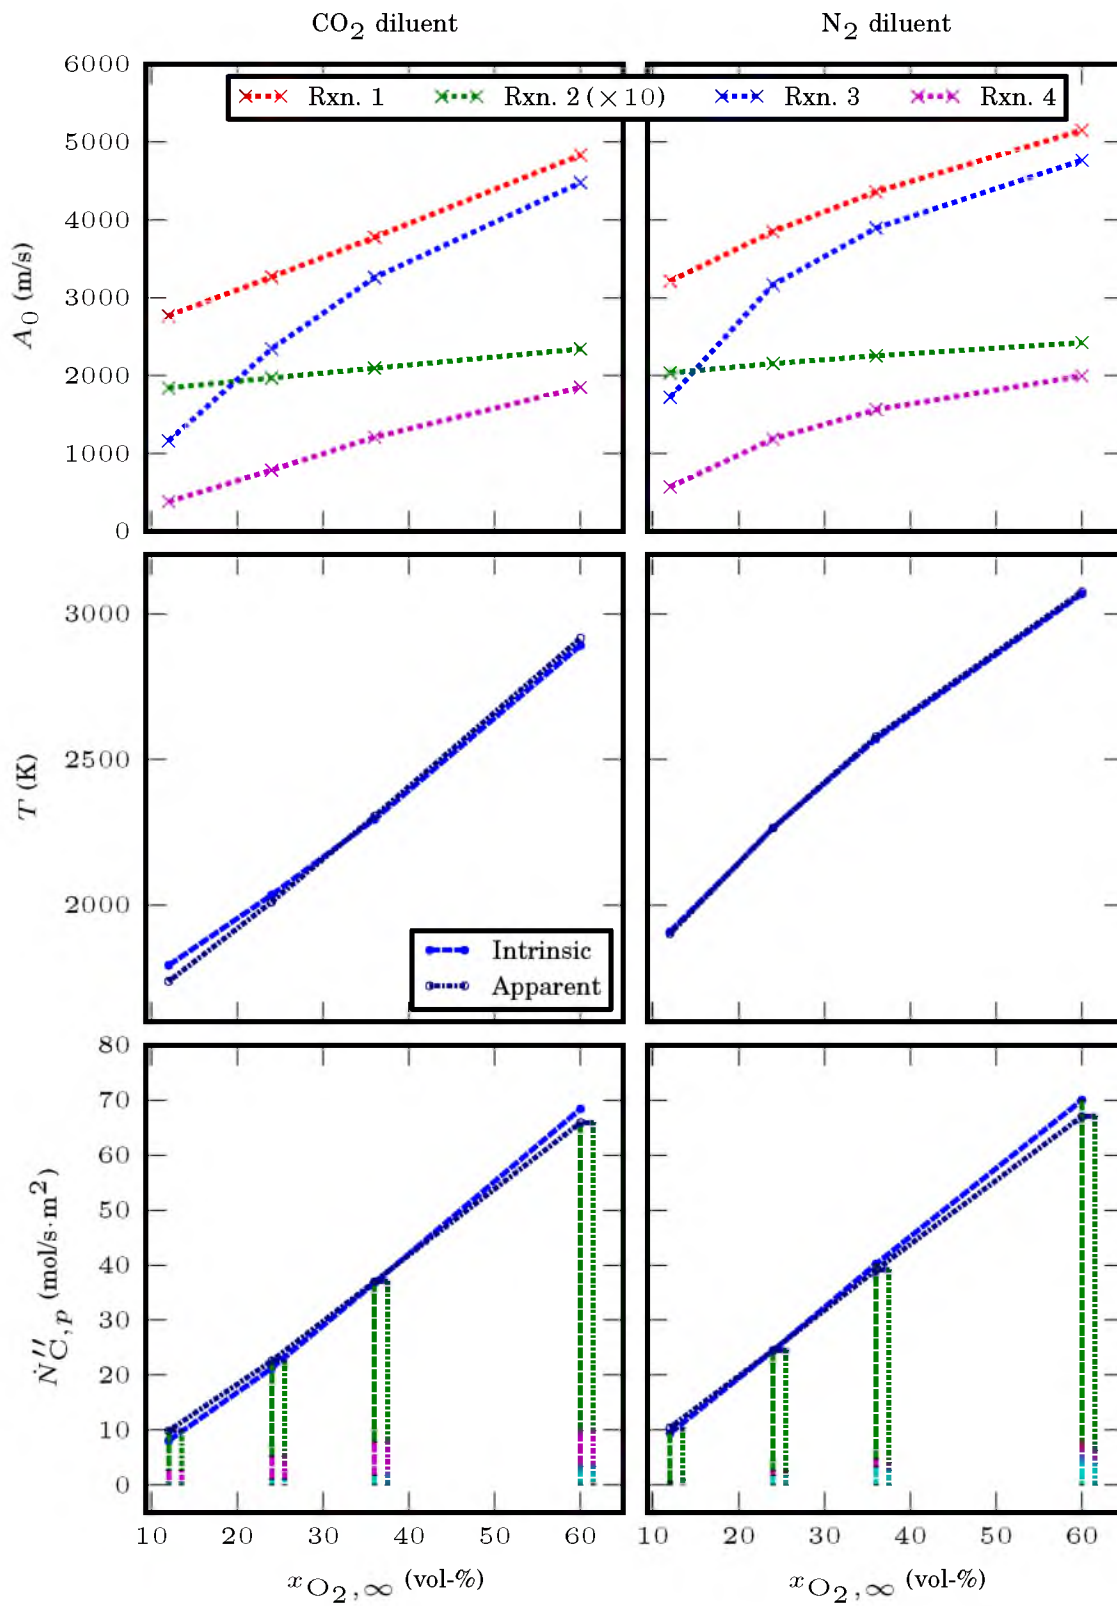 CO2 diluent
N2 diluent
Rxn. 1
Rxn. 2 (×10)
Rxn. 3
Rxn. 4
A0 (m/s)
6000
5000
4000
3000
2000
1000
0
T (K)
3000
2500
2000
Intrinsic
Apparent
Ṅ″C,p (mol/s·m²)
80
70
60
50
40
30
20
10
0
10 20 30 40 50 60
10 20 30 40 50 60
xO2,∞ (vol-%)
xO2,∞ (vol-%)